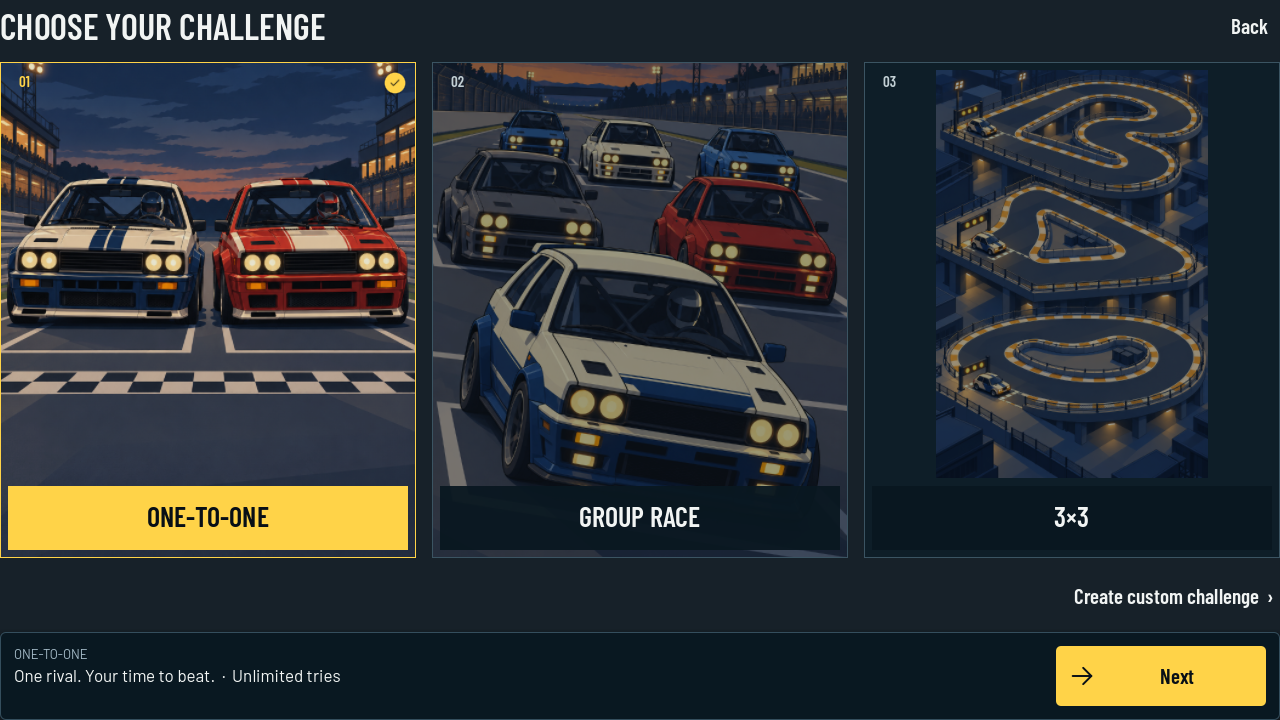 CHOOSE YOUR CHALLENGE
Back
01
02
03
ONE-TO-ONE
GROUP RACE
3×3
Create custom challenge ›
ONE-TO-ONE
One rival. Your time to beat. · Unlimited tries
Next